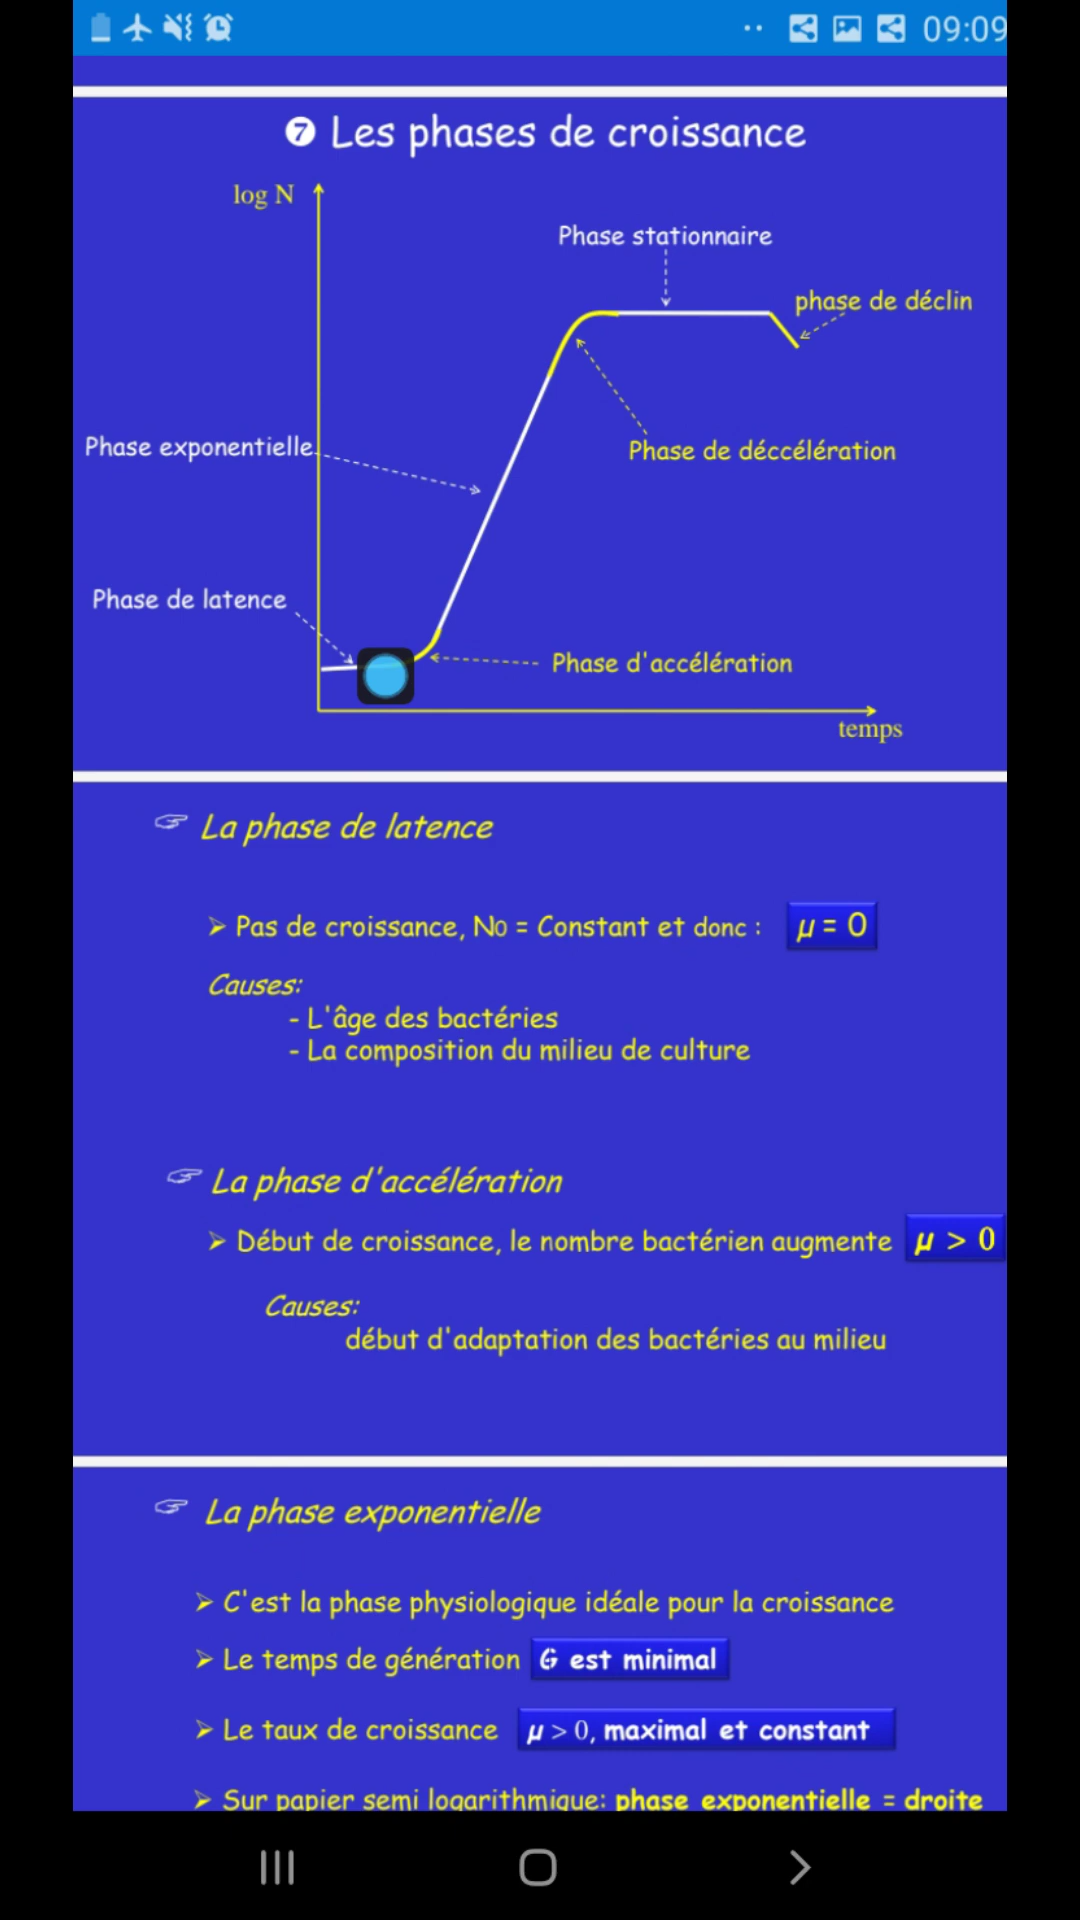 09:09
❼ Les phases de croissance
log N
Phase stationnaire
phase de déclin
Phase exponentielle
Phase de déccélération
Phase de latence
Phase d'accélération
temps
☞ La phase de latence
➢ Pas de croissance, N0 = Constant et donc : µ = 0
Causes:
- L'âge des bactéries
- La composition du milieu de culture
☞ La phase d'accélération
➢ Début de croissance, le nombre bactérien augmente µ > 0
Causes:
début d'adaptation des bactéries au milieu
☞ La phase exponentielle
➢ C'est la phase physiologique idéale pour la croissance
➢ Le temps de génération G est minimal
➢ Le taux de croissance µ > 0, maximal et constant
➢ Sur papier semi logarithmique: phase exponentielle = droite